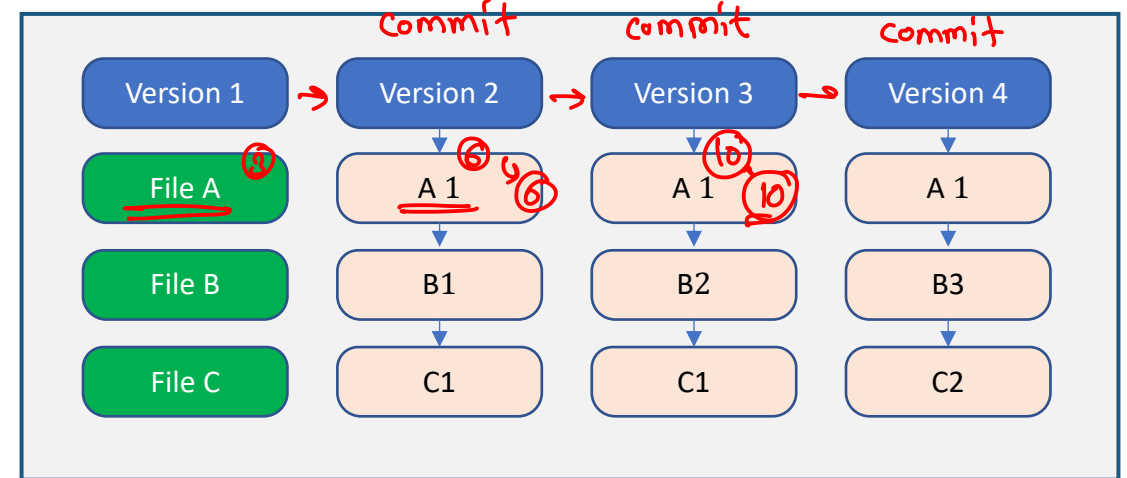 commit commit commit
Version 1 Version 2 Version 3 Version 4
6 10
File A A 1 6 A 1 10 A 1
File B B1 B2 B3
File C C1 C1 C2